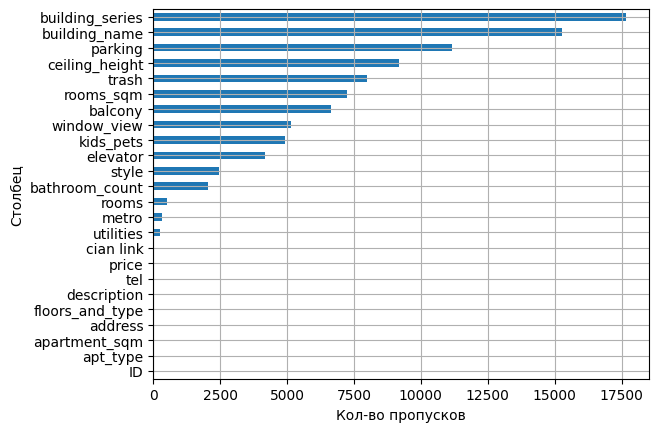 building_series
building_name
parking
ceiling_height
trash
rooms_sqm
balcony
window_view
kids_pets
elevator
style
bathroom_count
rooms
metro
utilities
cian link
price
tel
description
floors_and_type
address
apartment_sqm
apt_type
ID
Столбец
0 2500 5000 7500 10000 12500 15000 17500
Кол-во пропусков